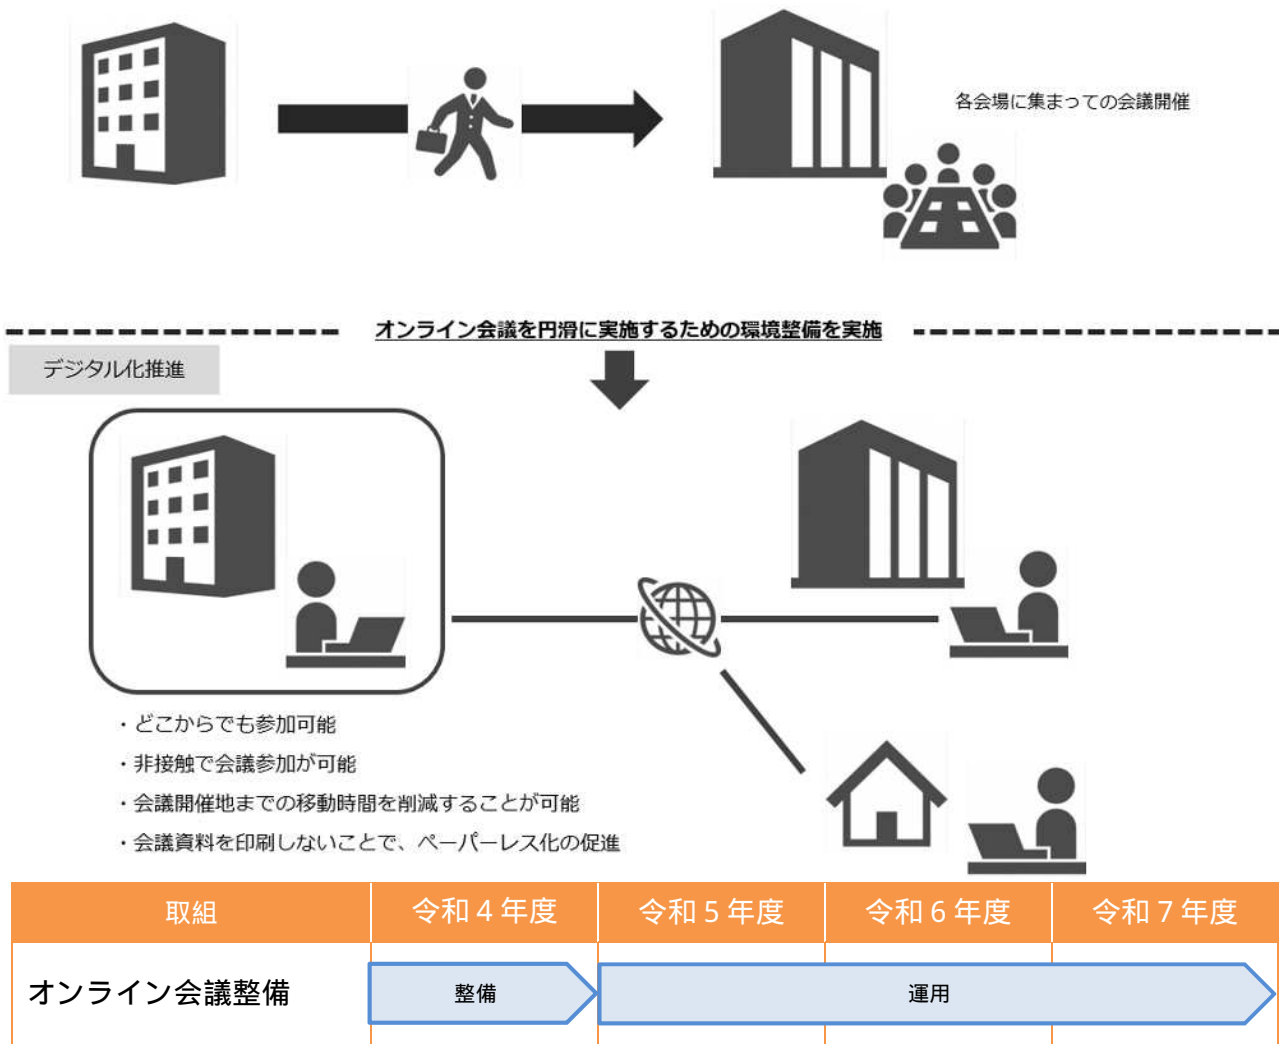 各会場に集まっての会議開催
オンライン会議を円滑に実施するための環境整備を実施
デジタル化推進
・どこからでも参加可能
・非接触で会議参加が可能
・会議開催地までの移動時間を削減することが可能
・会議資料を印刷しないことで、ペーパーレス化の促進
取組 令和４年度 令和５年度 令和６年度 令和７年度
オンライン会議整備 整備 運用